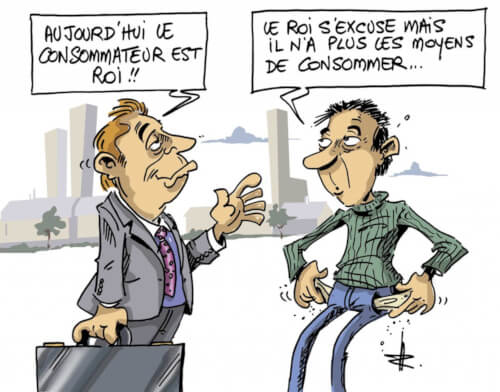 AUJOURD'HUI LE
CONSOMMATEUR EST
ROI !!
LE ROI S'EXCUSE MAIS
IL N'A PLUS LES MOYENS
DE CONSOMMER...